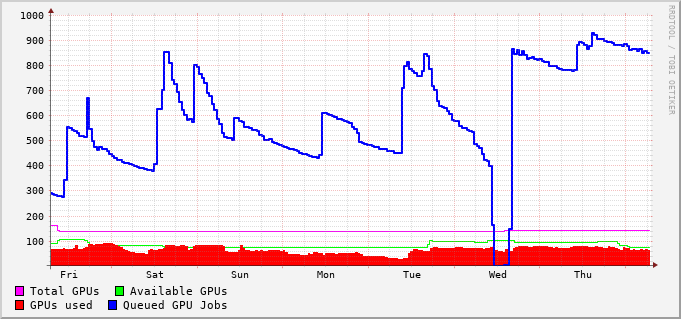 1000
900
800
700
600
500
400
300
200
100
Fri Sat Sun Mon Tue Wed Thu
Total GPUs Available GPUs
GPUs used Queued GPU Jobs
RRDTOOL / TOBI OETIKER